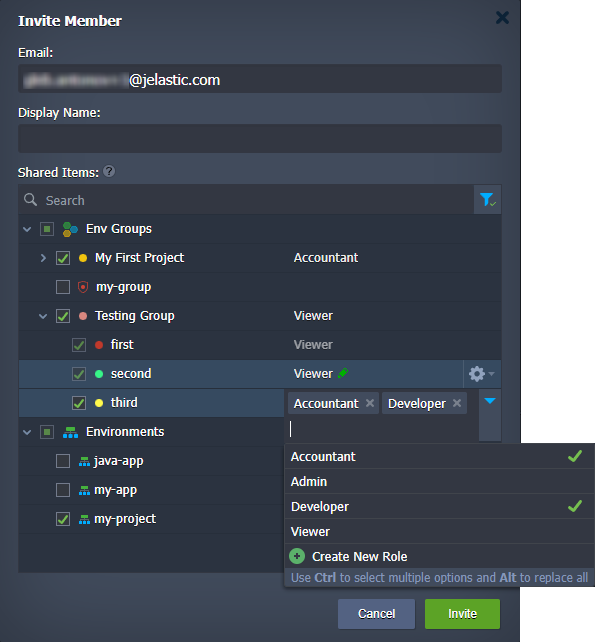 Invite Member
Email:
@jelastic.com
Display Name:
Shared Items: ?
Search
Env Groups
My First Project Accountant
my-group
Testing Group Viewer
first Viewer
second Viewer
third Accountant Developer
Environments
java-app
my-app
my-project
Accountant
Admin
Developer
Viewer
Create New Role
Use Ctrl to select multiple options and Alt to replace all
Cancel Invite